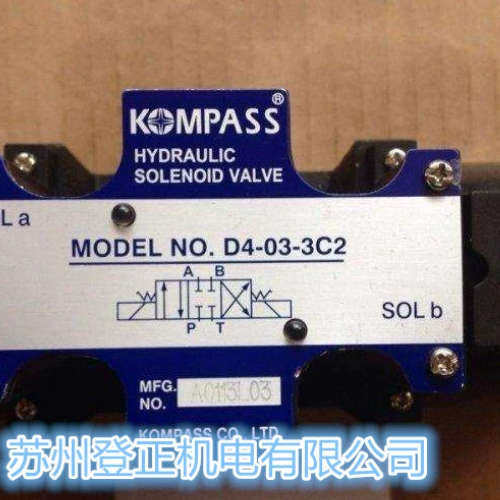 KOMPASS®
HYDRAULIC
SOLENOID VALVE
L a
MODEL NO. D4-03-3C2
A B
P T
SOL b
MFG.
NO.
KOMPASS CO., LTD.
苏州登正机电有限公司